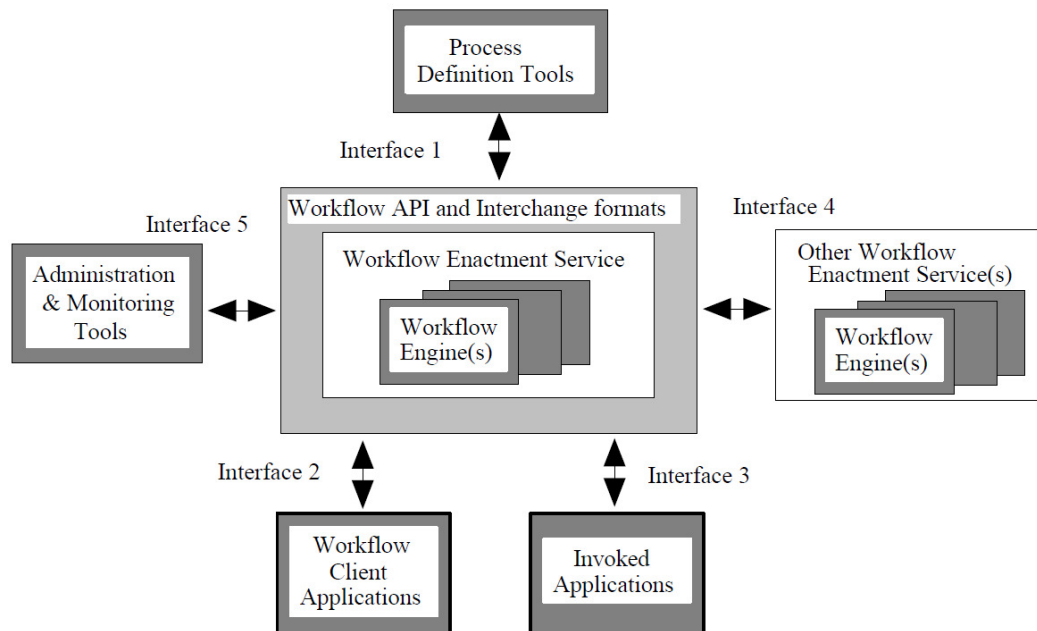 Process
Definition Tools
Interface 1
Workflow API and Interchange formats
Interface 4
Interface 5
Workflow Enactment Service
Other Workflow
Enactment Service(s)
Administration
& Monitoring
Tools
Workflow
Engine(s)
Workflow
Engine(s)
Interface 2
Interface 3
Workflow
Client
Applications
Invoked
Applications